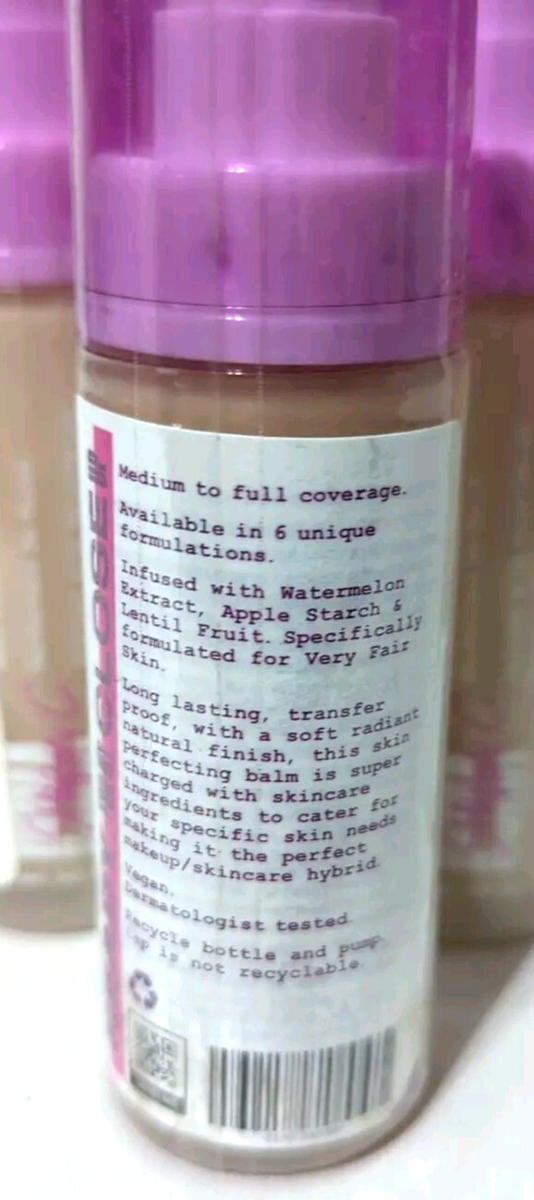 Medium to full coverage.
Available in 6 unique
formulations.
Infused with Watermelon
Extract, Apple Starch &
Lentil Fruit. Specifically
formulated for Very Fair
Skin.
Long lasting, transfer
proof, with a soft radiant
natural finish, this skin
perfecting balm is super
charged with skincare
ingredients to cater for
your specific skin needs
making it the perfect
makeup/skincare hybrid.
Vegan.
Dermatologist tested.
Recycle bottle and pump.
Cap is not recyclable.